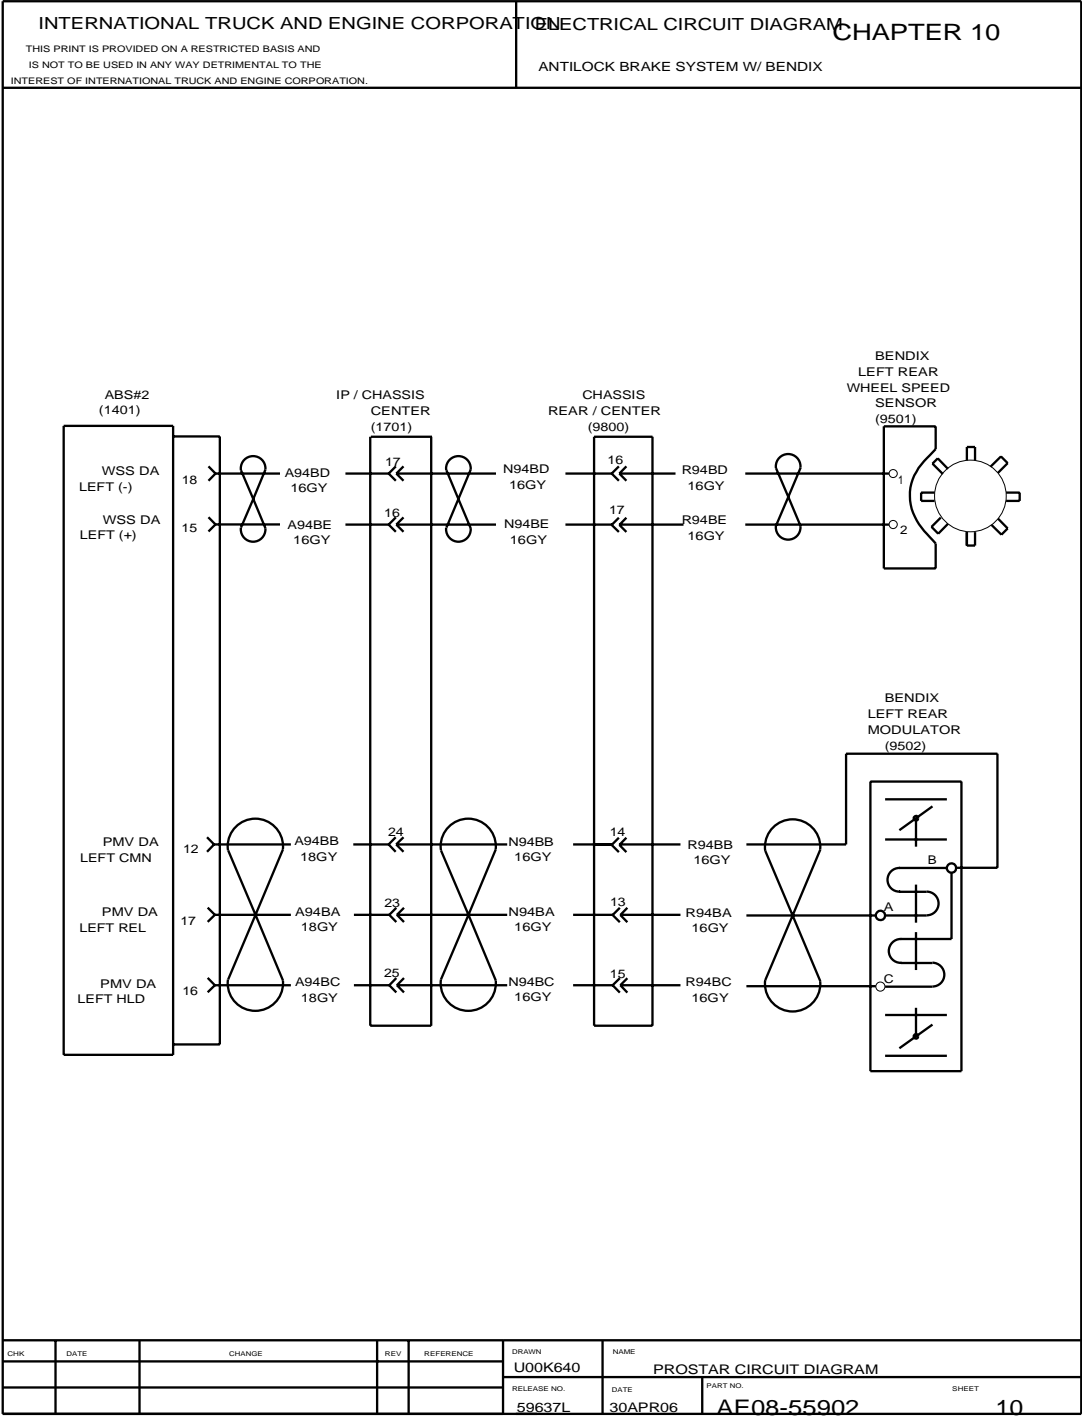 INTERNATIONAL TRUCK AND ENGINE CORPORATION
ELECTRICAL CIRCUIT DIAGRAM
CHAPTER 10
THIS PRINT IS PROVIDED ON A RESTRICTED BASIS AND
IS NOT TO BE USED IN ANY WAY DETRIMENTAL TO THE
INTEREST OF INTERNATIONAL TRUCK AND ENGINE CORPORATION.
ANTILOCK BRAKE SYSTEM W/ BENDIX
ABS#2
(1401)
IP / CHASSIS
CENTER
(1701)
CHASSIS
REAR / CENTER
(9800)
BENDIX
LEFT REAR
WHEEL SPEED
SENSOR
(9501)
WSS DA
LEFT (-)
18
A94BD
16GY
17
N94BD
16GY
16
R94BD
16GY
1
WSS DA
LEFT (+)
15
A94BE
16GY
16
N94BE
16GY
17
R94BE
16GY
2
BENDIX
LEFT REAR
MODULATOR
(9502)
PMV DA
LEFT CMN
12
A94BB
18GY
24
N94BB
16GY
14
R94BB
16GY
B
PMV DA
LEFT REL
17
A94BA
18GY
23
N94BA
16GY
13
R94BA
16GY
A
PMV DA
LEFT HLD
16
A94BC
18GY
25
N94BC
16GY
15
R94BC
16GY
C
CHK
DATE
CHANGE
REV
REFERENCE
DRAWN
U00K640
NAME
PROSTAR CIRCUIT DIAGRAM
RELEASE NO.
59637L
DATE
30APR06
PART NO.
AE08-55902
SHEET
10